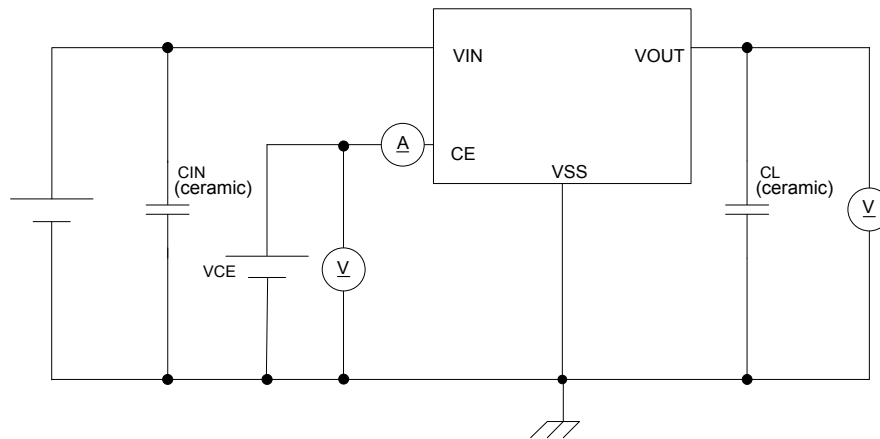 VIN
VOUT
A
CE
VSS
CIN
(ceramic)
CL
(ceramic)
V
VCE
V